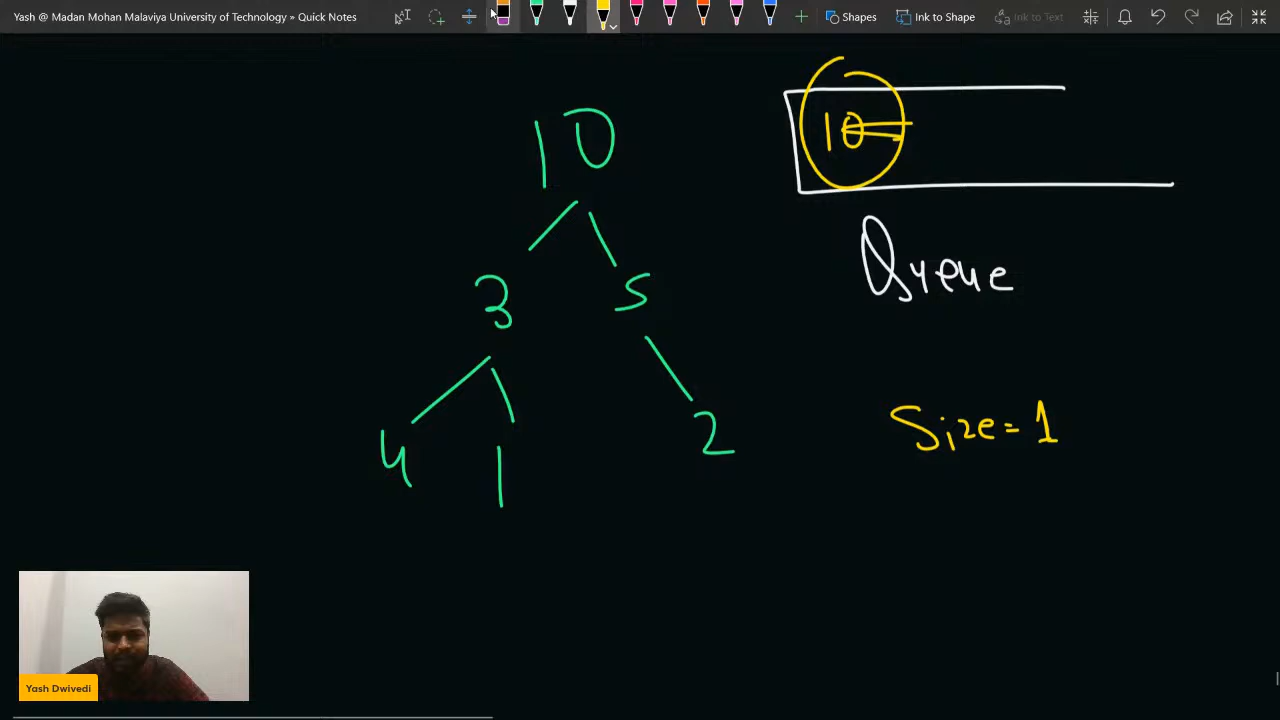 Yash @ Madan Mohan Malaviya University of Technology » Quick Notes
Shapes
Ink to Shape
Ink to Text
10
10
Queue
3 5
Size = 1
4 1 2
Yash Dwivedi